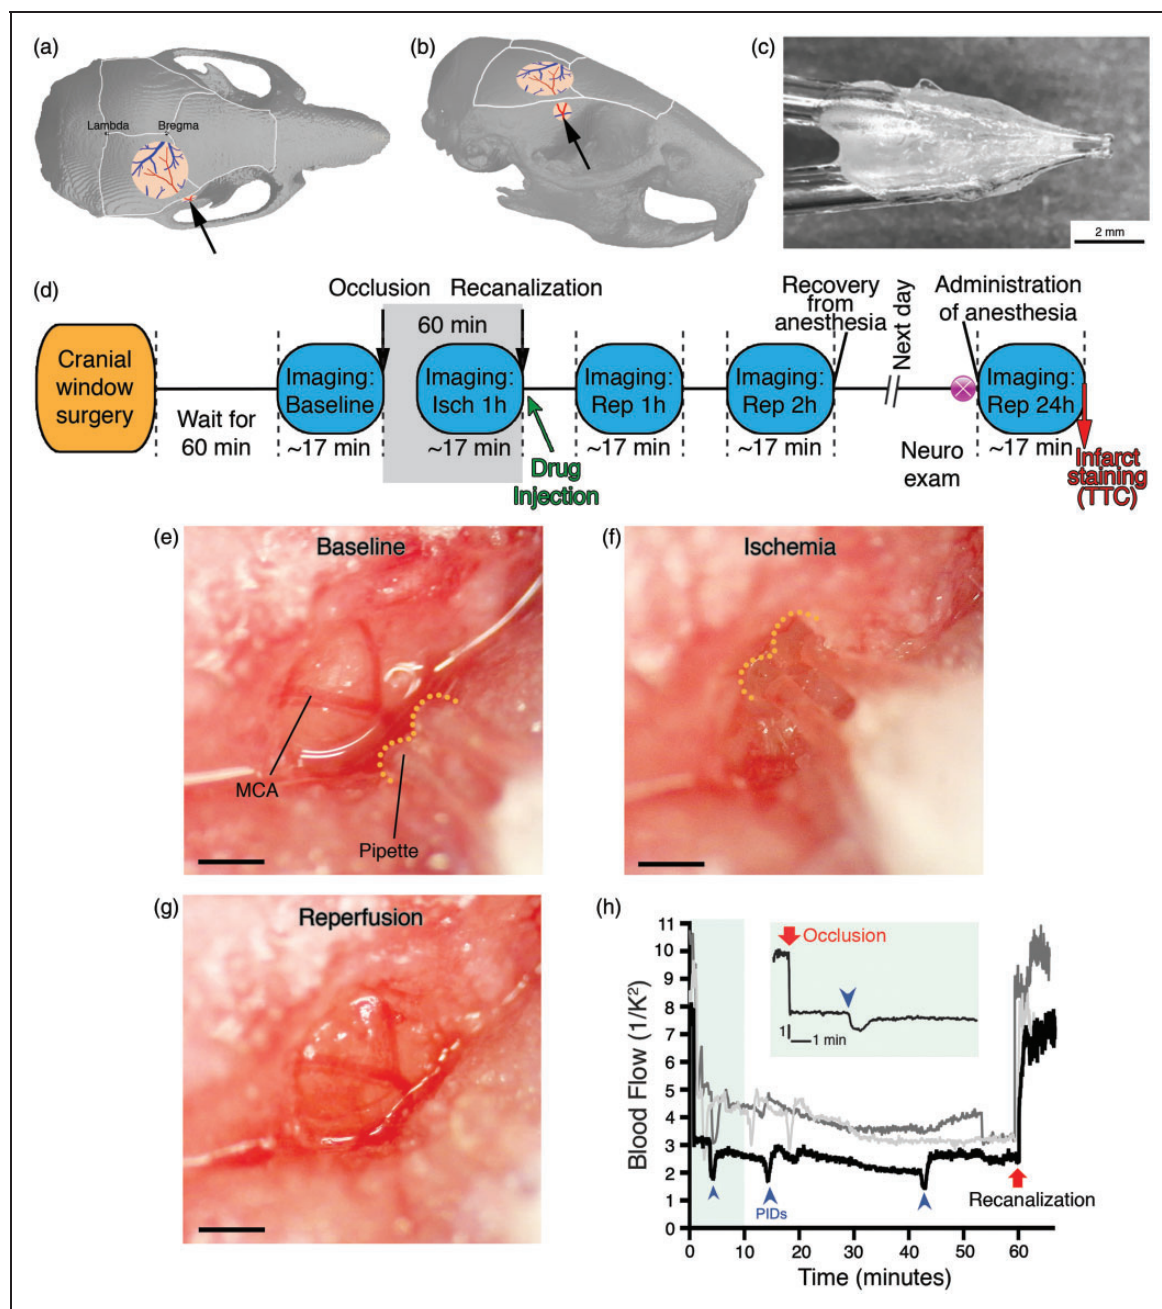 (a)
Lambda
Bregma
(b)
(c)
2 mm
(d)
Occlusion
Recanalization
60 min
Recovery
from
anesthesia
Next day
Administration
of anesthesia
Cranial
window
surgery
Wait for
60 min
Imaging:
Baseline
~17 min
Imaging:
Isch 1h
~17 min
Drug
Injection
Imaging:
Rep 1h
~17 min
Imaging:
Rep 2h
~17 min
Neuro
exam
Imaging:
Rep 24h
~17 min
Infarct
staining
(TTC)
(e)
Baseline
MCA
Pipette
(f)
Ischemia
(g)
Reperfusion
(h)
Blood Flow (1/K²)
11
10
9
8
7
6
5
4
3
2
1
0
Occlusion
1
1 min
PIDs
Recanalization
0 10 20 30 40 50 60
Time (minutes)